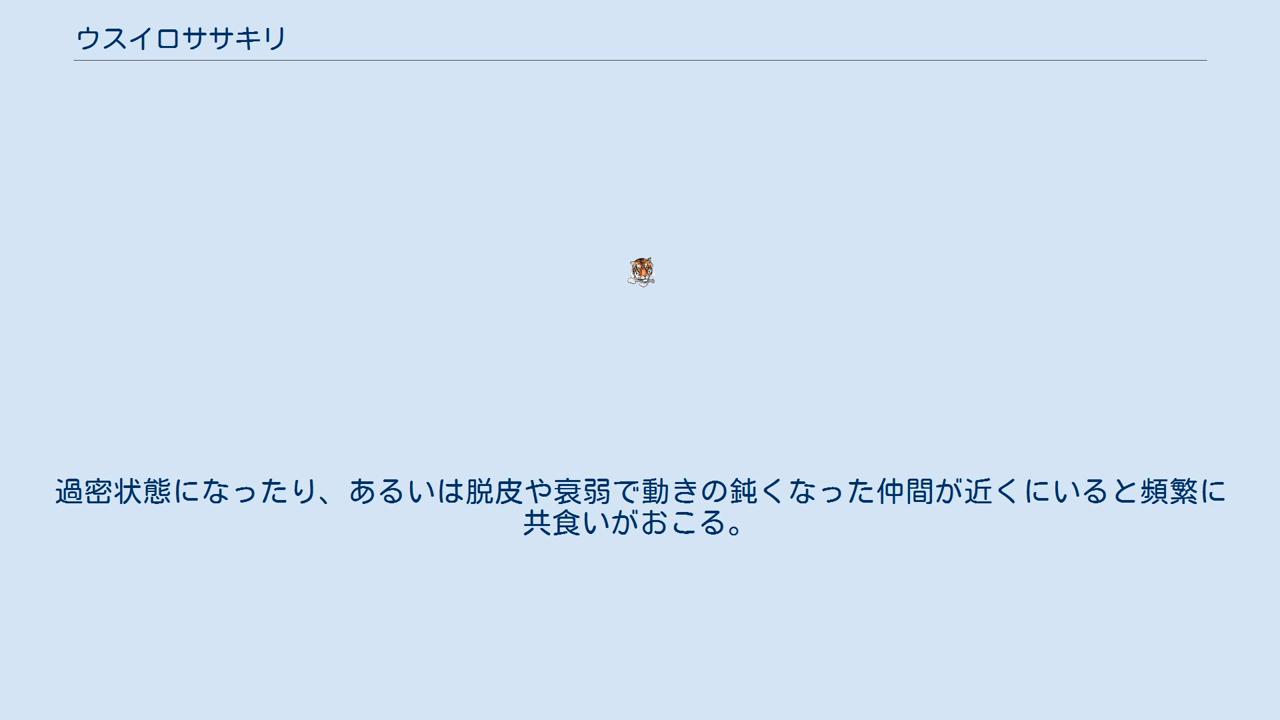 ウスイロササキリ
過密状態になったり、あるいは脱皮や衰弱で動きの鈍くなった仲間が近くにいると頻繁に
共食いがおこる。